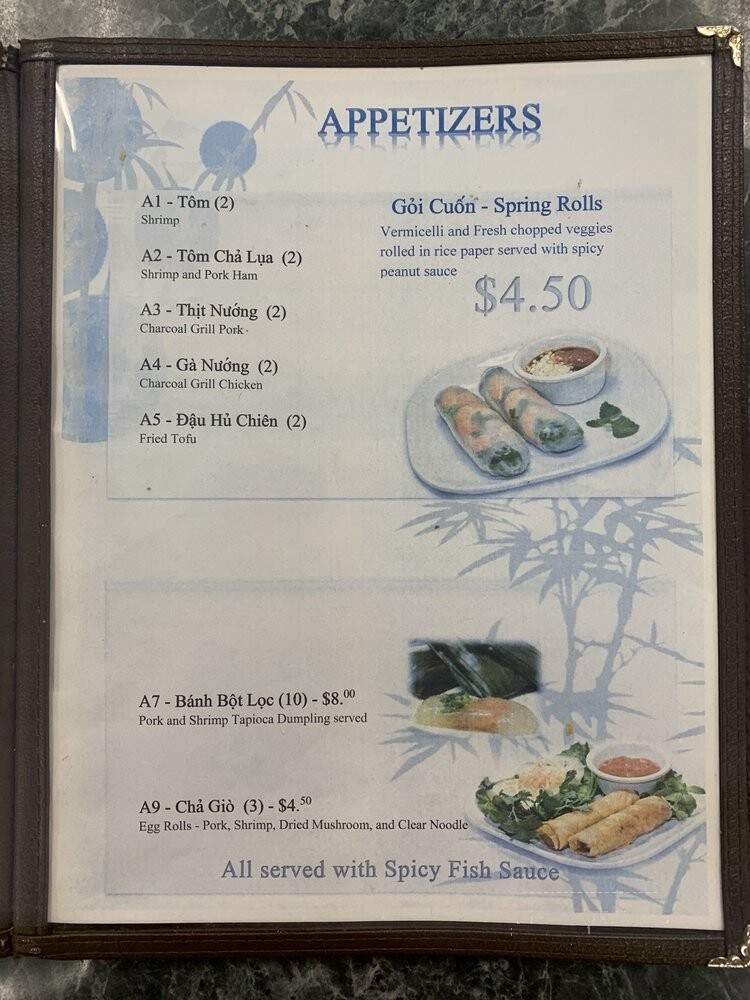 APPETIZERS
A1 - Tôm (2)
Shrimp
A2 - Tôm Chả Lụa (2)
Shrimp and Pork Ham
A3 - Thịt Nướng (2)
Charcoal Grill Pork
A4 - Gà Nướng (2)
Charcoal Grill Chicken
A5 - Đậu Hủ Chiên (2)
Fried Tofu
Gỏi Cuốn - Spring Rolls
Vermicelli and Fresh chopped veggies
rolled in rice paper served with spicy
peanut sauce
$4.50
A7 - Bánh Bột Lọc (10) - $8.00
Pork and Shrimp Tapioca Dumpling served
A9 - Chả Giò (3) - $4.50
Egg Rolls - Pork, Shrimp, Dried Mushroom, and Clear Noodle
All served with Spicy Fish Sauce